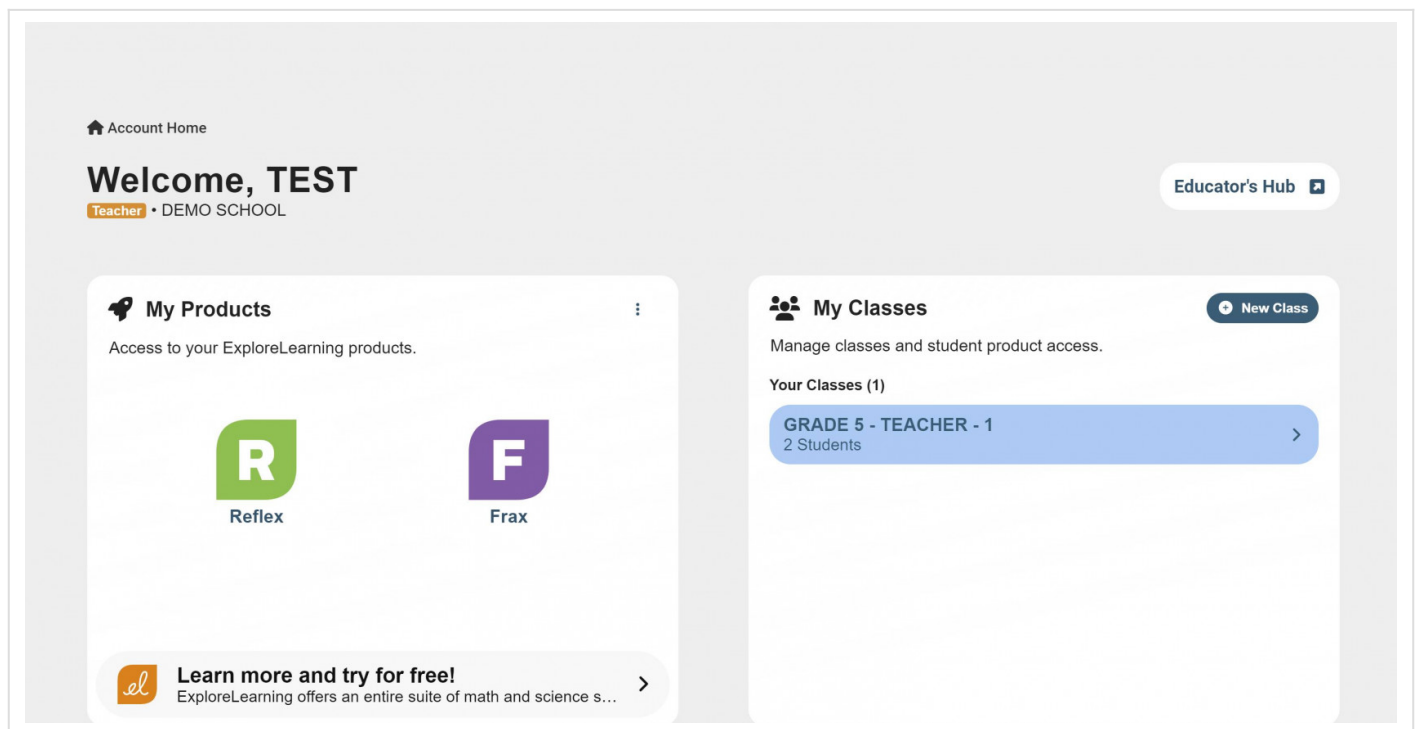 Account Home
Welcome, TEST
Teacher • DEMO SCHOOL
Educator's Hub
My Products
Access to your ExploreLearning products.
R
Reflex
F
Frax
el
Learn more and try for free!
ExploreLearning offers an entire suite of math and science s...
My Classes
New Class
Manage classes and student product access.
Your Classes (1)
GRADE 5 - TEACHER - 1
2 Students